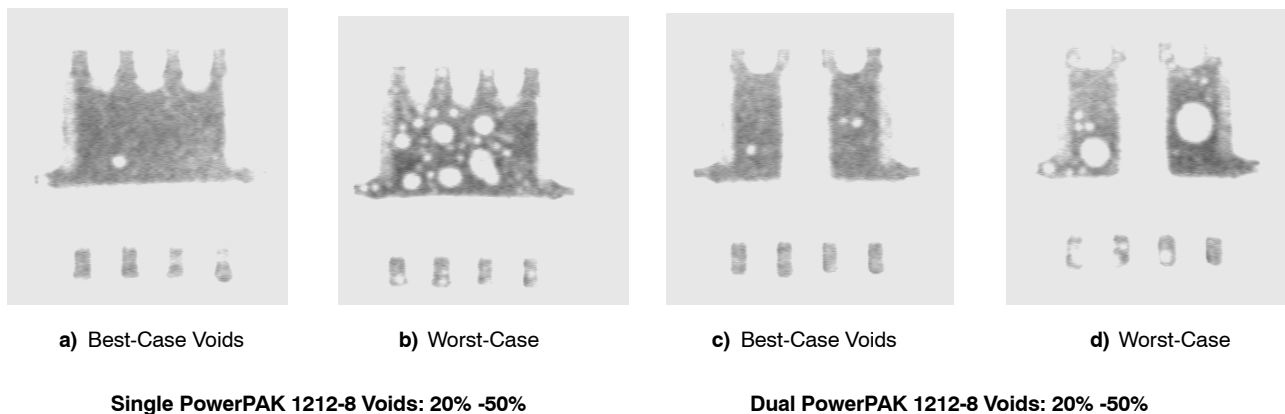 a) Best-Case Voids
b) Worst-Case
c) Best-Case Voids
d) Worst-Case
Single PowerPAK 1212-8 Voids: 20% -50%
Dual PowerPAK 1212-8 Voids: 20% -50%